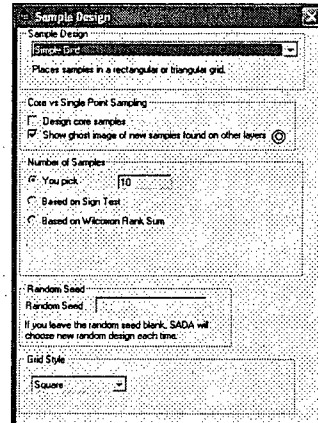 Sample Design
Sample Design
Simple Grid
Places samples in a rectangular or triangular grid.
Core vs Single Point Sampling
Design core samples
Show ghost image of new samples found on other layers
Number of Samples
You pick 10
Based on Sign Test
Based on Wilcoxon Rank Sum
Random Seed
Random Seed
If you leave the random seed blank, SADA will
choose new random design each time.
Grid Style
Square